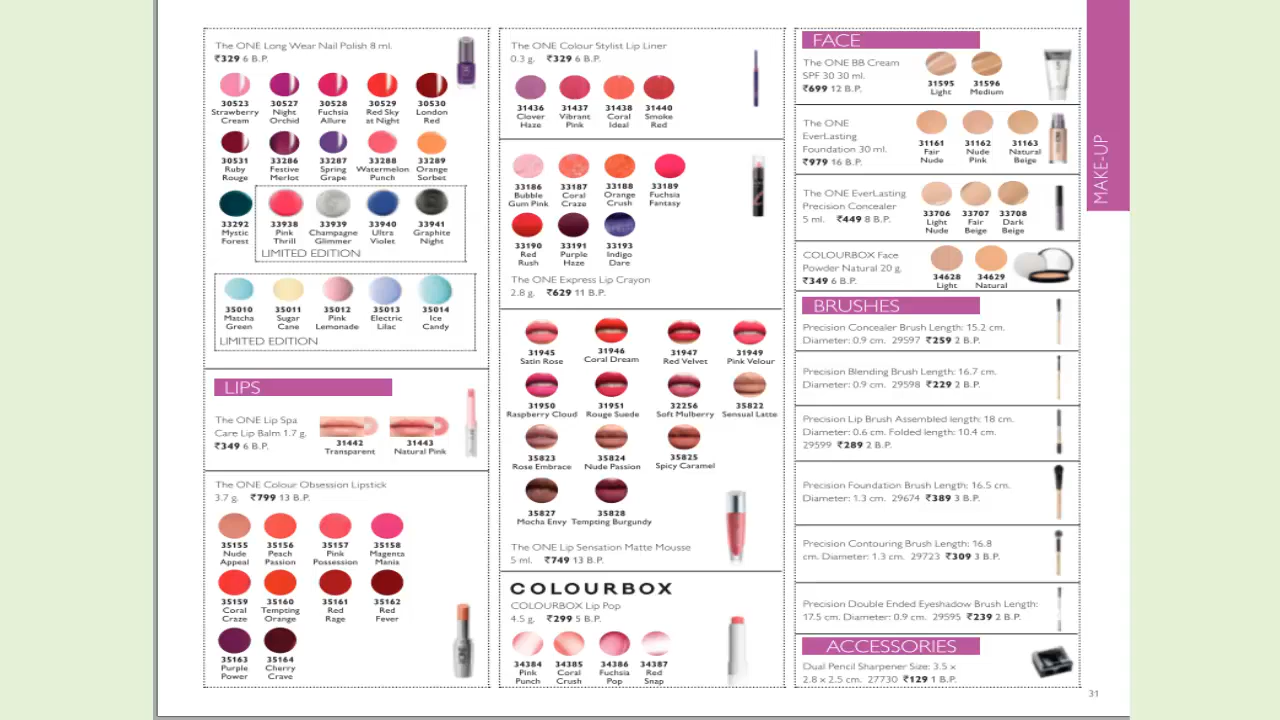 The ONE Long Wear Nail Polish 8 ml.
₹329 6 B.P.
30523 30527 30528 30529 30530
Strawberry Night Fuchsia Red Sky London
Cream Orchid Allure at Night Red
30531 33286 33287 33288 33289
Ruby Festive Spring Watermelon Orange
Rouge Merlot Grape Punch Sorbet
33292 33938 33939 33940 33941
Mystic Pink Champagne Ultra Graphite
Forest Thrill Glimmer Violet Night
LIMITED EDITION
35010 35011 35012 35013 35014
Matcha Sugar Pink Electric Ice
Green Cane Lemonade Lilac Candy
LIMITED EDITION
LIPS
The ONE Lip Spa
Care Lip Balm 1.7 g.
₹349 6 B.P.
31442 31443
Transparent Natural Pink
The ONE Colour Obsession Lipstick
3.7 g. ₹799 13 B.P.
35155 35156 35157 35158
Nude Peach Pink Magenta
Appeal Passion Possession Mania
35159 35160 35161 35162
Coral Tempting Red Red
Craze Orange Rage Fever
35163 35164
Purple Cherry
Power Crave
The ONE Colour Stylist Lip Liner
0.3 g. ₹329 6 B.P.
31436 31437 31438 31440
Clover Vibrant Coral Smoke
Haze Pink Ideal Red
33186 33187 33188 33189
Bubble Coral Orange Fuchsia
Gum Pink Craze Crush Fantasy
33190 33191 33193
Red Purple Indigo
Rush Haze Dare
The ONE Express Lip Crayon
2.8 g. ₹629 11 B.P.
31945 31946 31947 31949
Satin Rose Coral Dream Red Velvet Pink Velour
31950 31951 32256 35822
Raspberry Cloud Rouge Suede Soft Mulberry Sensual Latte
35823 35824 35825
Rose Embrace Nude Passion Spicy Caramel
35827 35828
Mocha Envy Tempting Burgundy
The ONE Lip Sensation Matte Mousse
5 ml. ₹749 13 B.P.
COLOURBOX
COLOURBOX Lip Pop
4.5 g. ₹299 5 B.P.
34384 34385 34386 34387
Pink Coral Fuchsia Red
Punch Crush Pop Snap
FACE
The ONE BB Cream
SPF 30 30 ml.
₹699 12 B.P.
31595 31596
Light Medium
The ONE
EverLasting
Foundation 30 ml.
₹979 16 B.P.
31161 31162 31163
Fair Nude Natural
Nude Pink Beige
The ONE EverLasting
Precision Concealer
5 ml. ₹449 8 B.P.
33706 33707 33708
Light Fair Dark
Nude Beige Beige
COLOURBOX Face
Powder Natural 20 g.
₹349 6 B.P.
34628 34629
Light Natural
BRUSHES
Precision Concealer Brush Length: 15.2 cm.
Diameter: 0.9 cm. 29597 ₹259 2 B.P.
Precision Blending Brush Length: 16.7 cm.
Diameter: 0.9 cm. 29598 ₹229 2 B.P.
Precision Lip Brush Assembled length: 18 cm.
Diameter: 0.6 cm. Folded length: 10.4 cm.
29599 ₹289 2 B.P.
Precision Foundation Brush Length: 16.5 cm.
Diameter: 1.3 cm. 29674 ₹389 3 B.P.
Precision Contouring Brush Length: 16.8
cm. Diameter: 1.3 cm. 29723 ₹309 3 B.P.
Precision Double Ended Eyeshadow Brush Length:
17.5 cm. Diameter: 0.9 cm. 29595 ₹239 2 B.P.
ACCESSORIES
Dual Pencil Sharpener Size: 3.5 x
2.8 x 2.5 cm. 27730 ₹129 1 B.P.
MAKE-UP
31